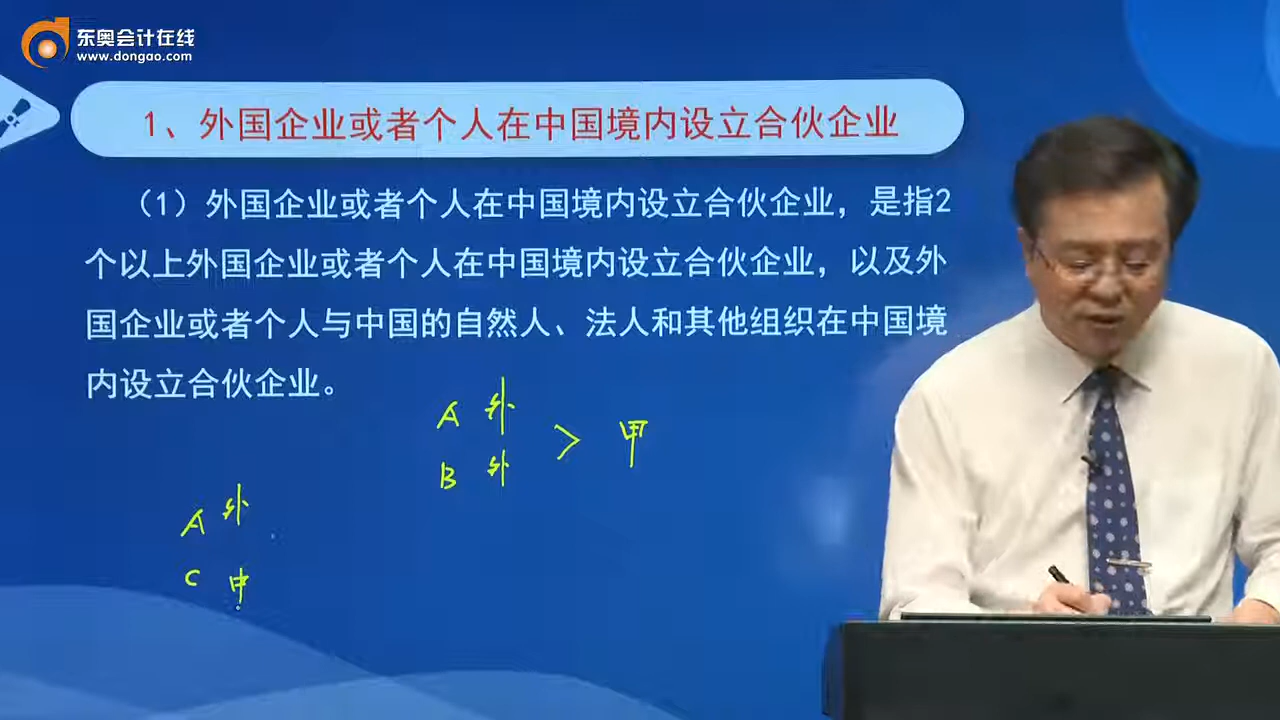 东奥会计在线
www.dongao.com
1、外国企业或者个人在中国境内设立合伙企业
（1）外国企业或者个人在中国境内设立合伙企业，是指2
个以上外国企业或者个人在中国境内设立合伙企业，以及外
国企业或者个人与中国的自然人、法人和其他组织在中国境
内设立合伙企业。
A 外
B 外
> 甲
A 外
C 中